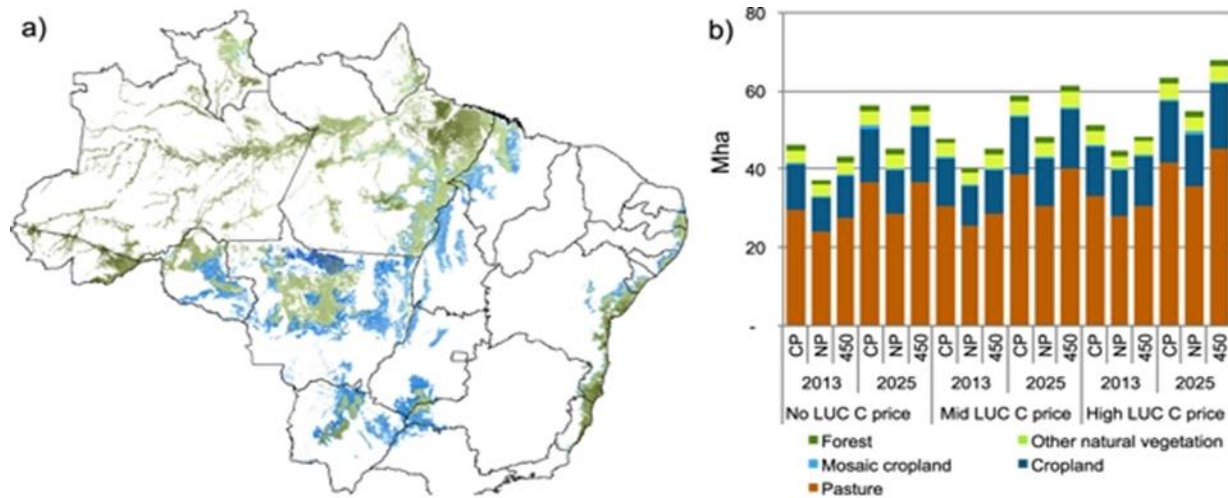 a)
b)
80
60
40
20
-
Mha
CP NP 450 CP NP 450 CP NP 450 CP NP 450 CP NP 450 CP NP 450
2013 2025 2013 2025 2013 2025
No LUC C price Mid LUC C price High LUC C price
Forest Other natural vegetation
Mosaic cropland Cropland
Pasture